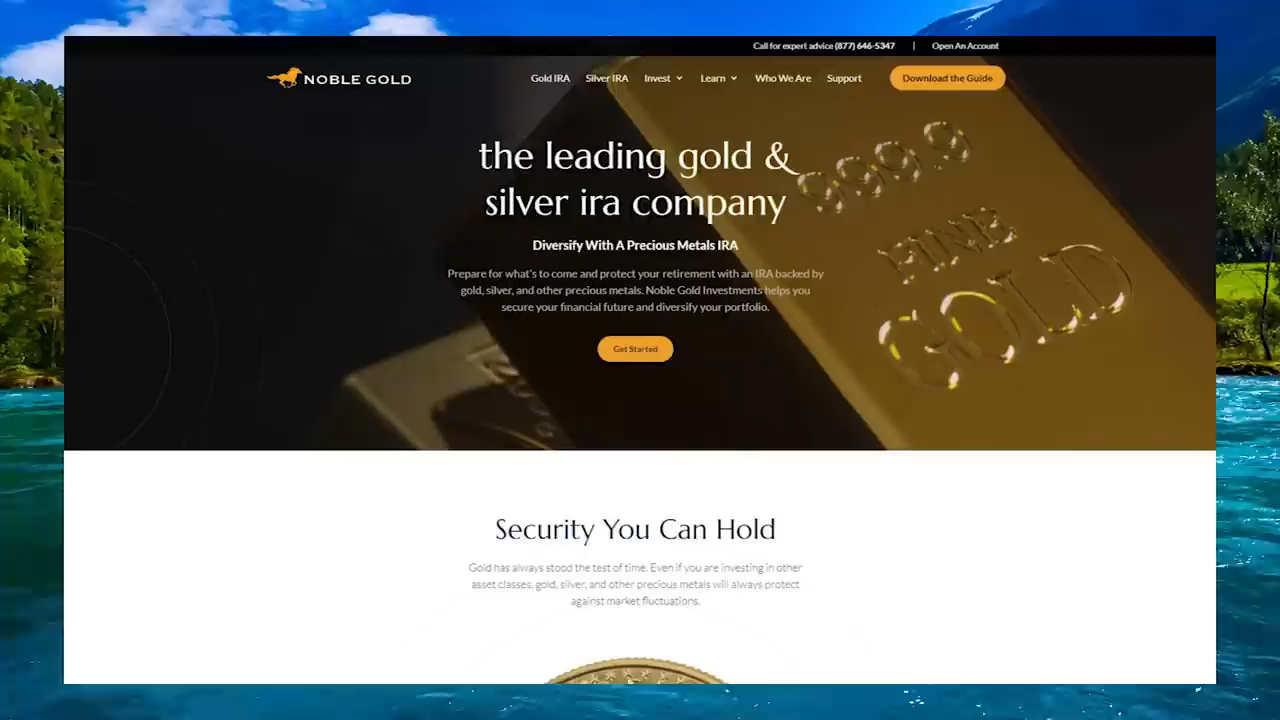 Call for expert advice (877) 646-5347 | Open An Account
NOBLE GOLD
Gold IRA Silver IRA Invest Learn Who We Are Support Download the Guide
the leading gold &
silver ira company
Diversify With A Precious Metals IRA
Prepare for what's to come and protect your retirement with an IRA backed by
gold, silver, and other precious metals. Noble Gold Investments helps you
secure your financial future and diversify your portfolio.
Get Started
999.9
FINE
GOLD
Security You Can Hold
Gold has always stood the test of time. Even if you are investing in other
asset classes, gold, silver, and other precious metals will always protect
against market fluctuations.